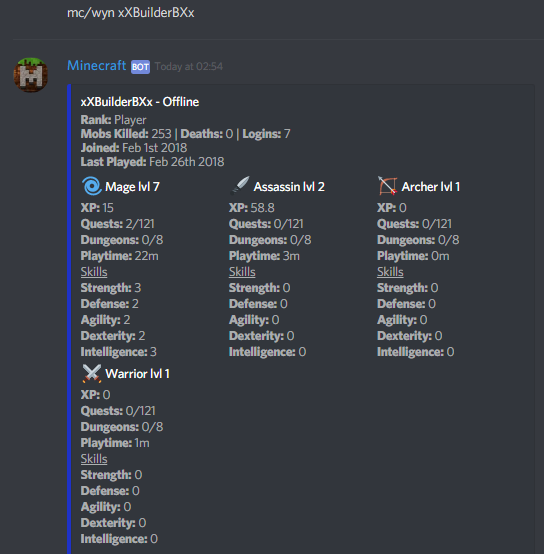 mc/wyn xXBuilderBXx
Minecraft BOT Today at 02:54
xXBuilderBXx - Offline
Rank: Player
Mobs Killed: 253 | Deaths: 0 | Logins: 7
Joined: Feb 1st 2018
Last Played: Feb 26th 2018
Mage lvl 7
XP: 15
Quests: 2/121
Dungeons: 0/8
Playtime: 22m
Skills
Strength: 3
Defense: 2
Agility: 2
Dexterity: 2
Intelligence: 3
Assassin lvl 2
XP: 58.8
Quests: 0/121
Dungeons: 0/8
Playtime: 3m
Skills
Strength: 0
Defense: 0
Agility: 0
Dexterity: 0
Intelligence: 0
Archer lvl 1
XP: 0
Quests: 0/121
Dungeons: 0/8
Playtime: 0m
Skills
Strength: 0
Defense: 0
Agility: 0
Dexterity: 0
Intelligence: 0
Warrior lvl 1
XP: 0
Quests: 0/121
Dungeons: 0/8
Playtime: 1m
Skills
Strength: 0
Defense: 0
Agility: 0
Dexterity: 0
Intelligence: 0